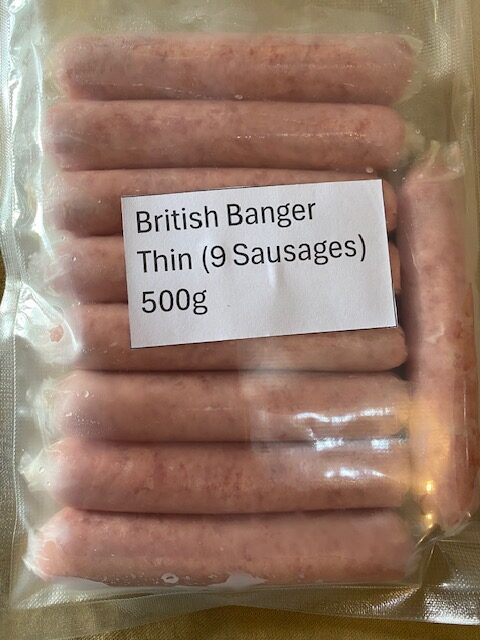 British Banger
Thin (9 Sausages)
500g